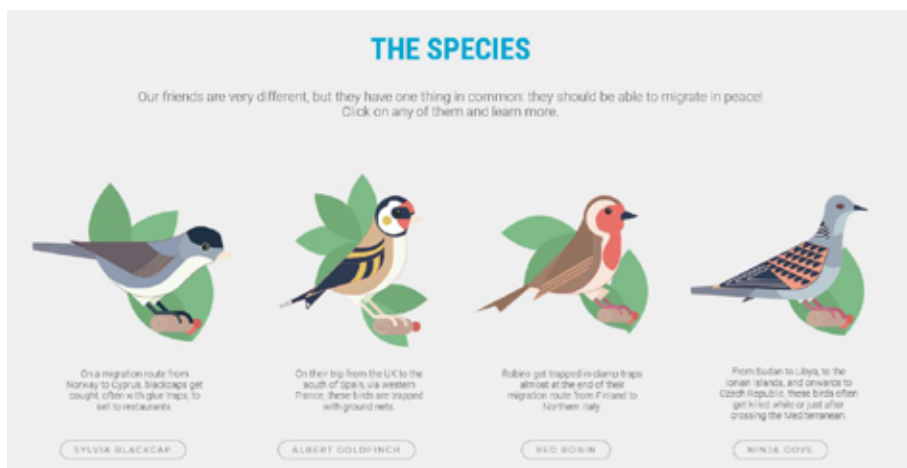 THE SPECIES
Our friends are very different, but they have one thing in common: they should be able to migrate in peace!
Click on any of them and learn more.
On a migration route from
Norway to Cyprus, blackcaps get
caught, often with glue traps, to
sell to restaurants.
On their trip from the UK to the
south of Spain, via western
France, these birds are trapped
with ground nets.
Robins get trapped in clamp traps
almost at the end of their
migration route from Finland to
Northern Italy.
From Sudan to Libya, to the
Ionian Islands, and onwards to
Czech Republic, these birds often
get killed while or just after
crossing the Mediterranean.
SYLVIA BLACKCAP
ALBERT GOLDFINCH
RED ROBIN
NINJA DOVE